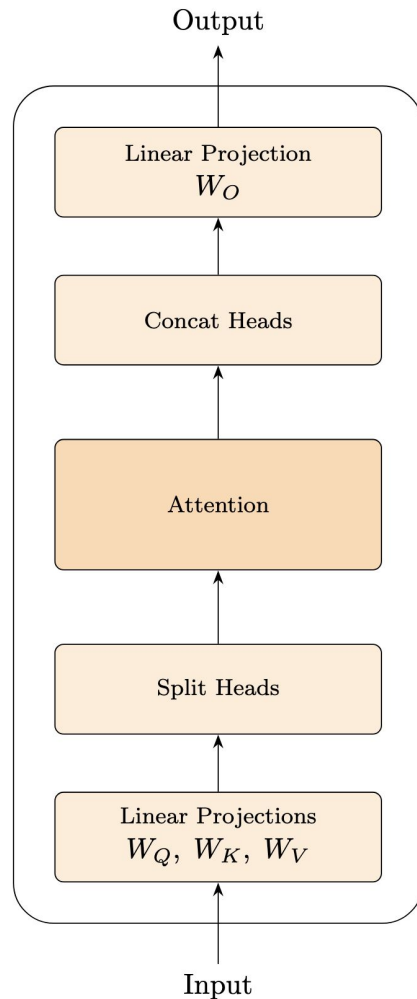 Output
Linear Projection
W_O
Concat Heads
Attention
Split Heads
Linear Projections
W_Q, W_K, W_V
Input